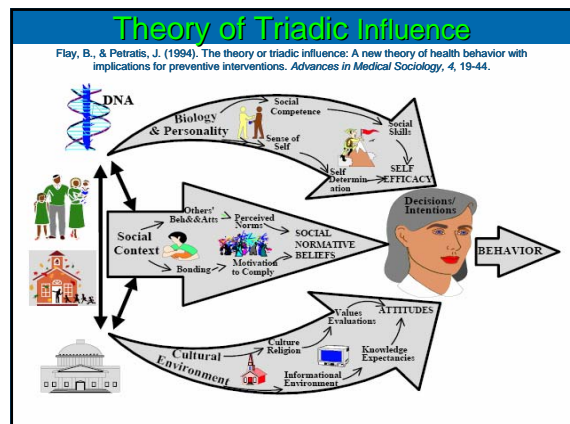 Theory of Triadic Influence
Flay, B., & Petratis, J. (1994). The theory or triadic influence: A new theory of health behavior with
implications for preventive interventions. Advances in Medical Sociology, 4, 19-44.
DNA
Biology
& Personality
Social
Competence
Sense of
Self
Social
Skills
Self
Determin
ation
SELF
EFFICACY
Social
Context
Others'
Beh&&Atts
Bonding
Perceived
Norms
Motivation
to Comply
SOCIAL
NORMATIVE
BELIEFS
Decisions/
Intentions
BEHAVIOR
Cultural
Environment
Culture
Religion
Informational
Environment
Values
Evaluations
Knowledge
Expectancies
ATTITUDES